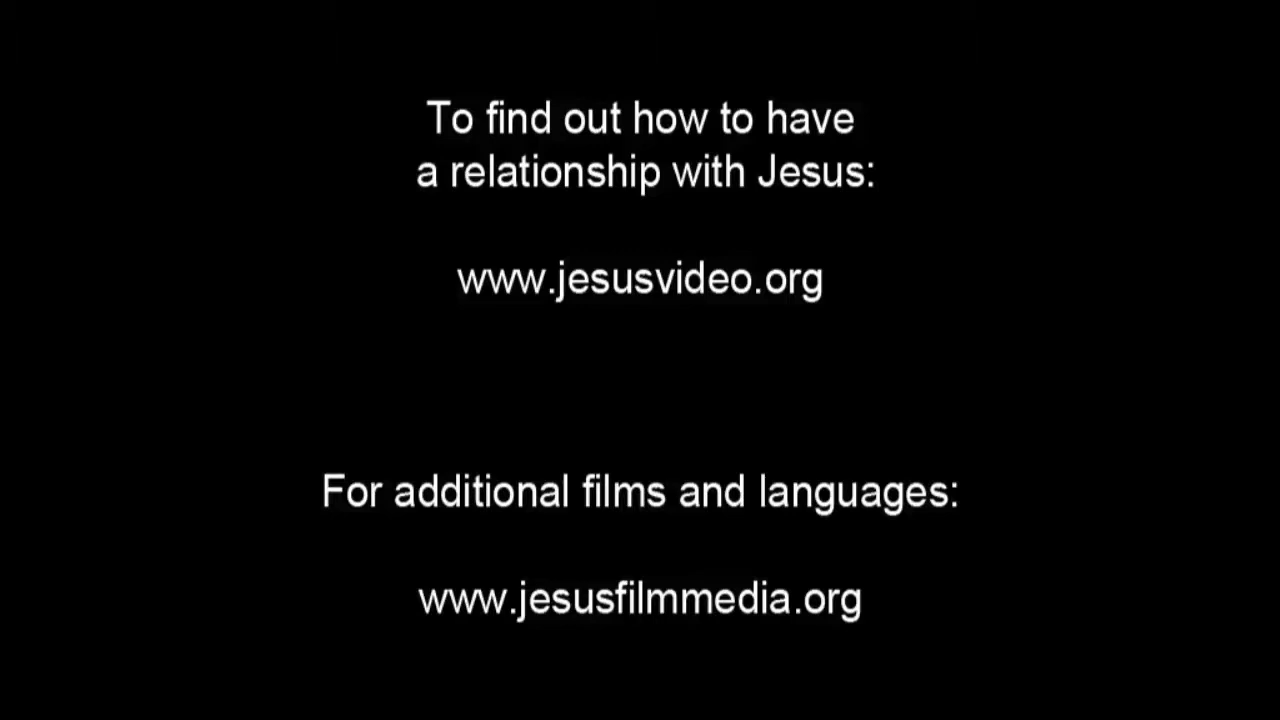 To find out how to have
a relationship with Jesus:
www.jesusvideo.org
For additional films and languages:
www.jesusfilmmedia.org